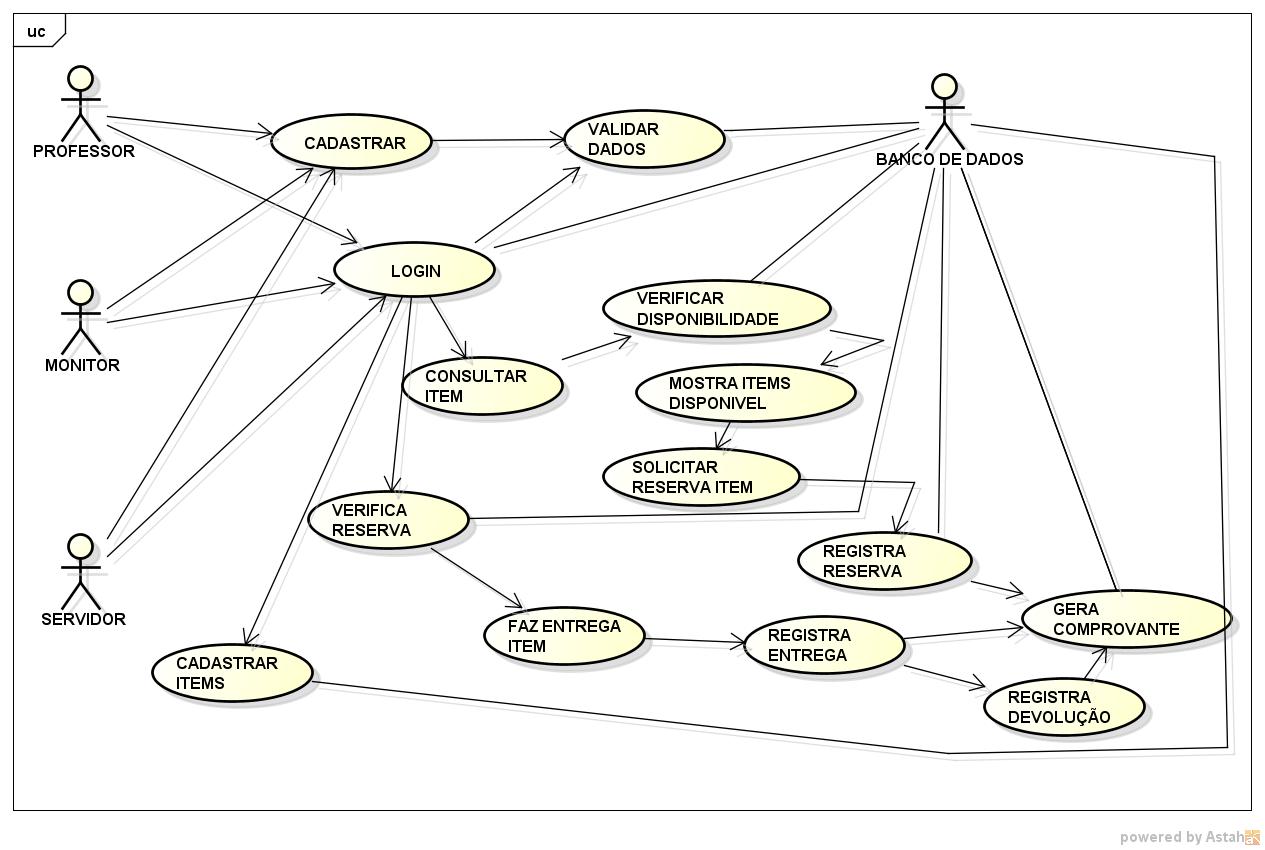 uc
PROFESSOR
CADASTRAR
VALIDAR
DADOS
BANCO DE DADOS
LOGIN
MONITOR
VERIFICAR
DISPONIBILIDADE
CONSULTAR
ITEM
MOSTRA ITEMS
DISPONIVEL
SOLICITAR
RESERVA ITEM
VERIFICA
RESERVA
REGISTRA
RESERVA
SERVIDOR
GERA
COMPROVANTE
FAZ ENTREGA
ITEM
REGISTRA
ENTREGA
CADASTRAR
ITEMS
REGISTRA
DEVOLUÇÃO
powered by Astah